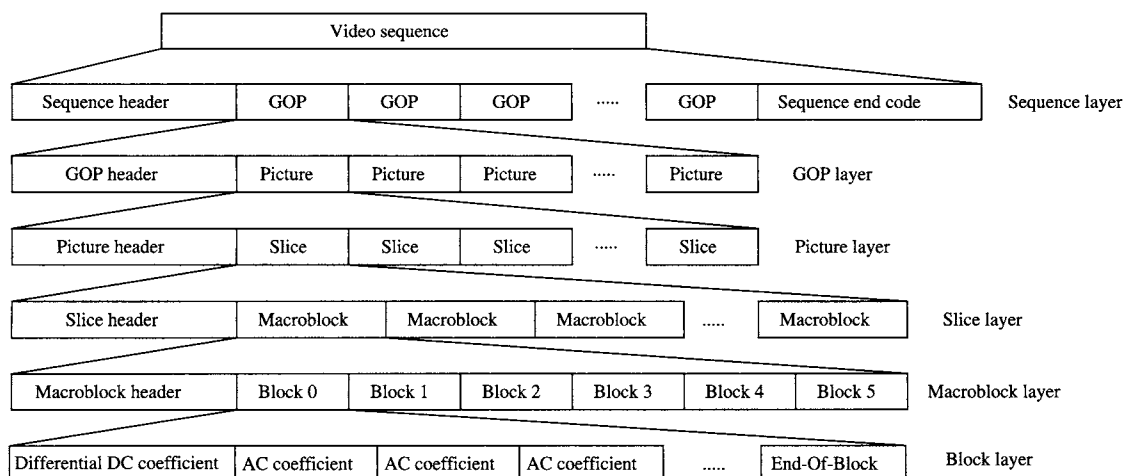 Video sequence
Sequence header GOP GOP GOP ..... GOP Sequence end code Sequence layer
GOP header Picture Picture Picture ..... Picture GOP layer
Picture header Slice Slice Slice ..... Slice Picture layer
Slice header Macroblock Macroblock Macroblock ..... Macroblock Slice layer
Macroblock header Block 0 Block 1 Block 2 Block 3 Block 4 Block 5 Macroblock layer
Differential DC coefficient AC coefficient AC coefficient AC coefficient ..... End-Of-Block Block layer